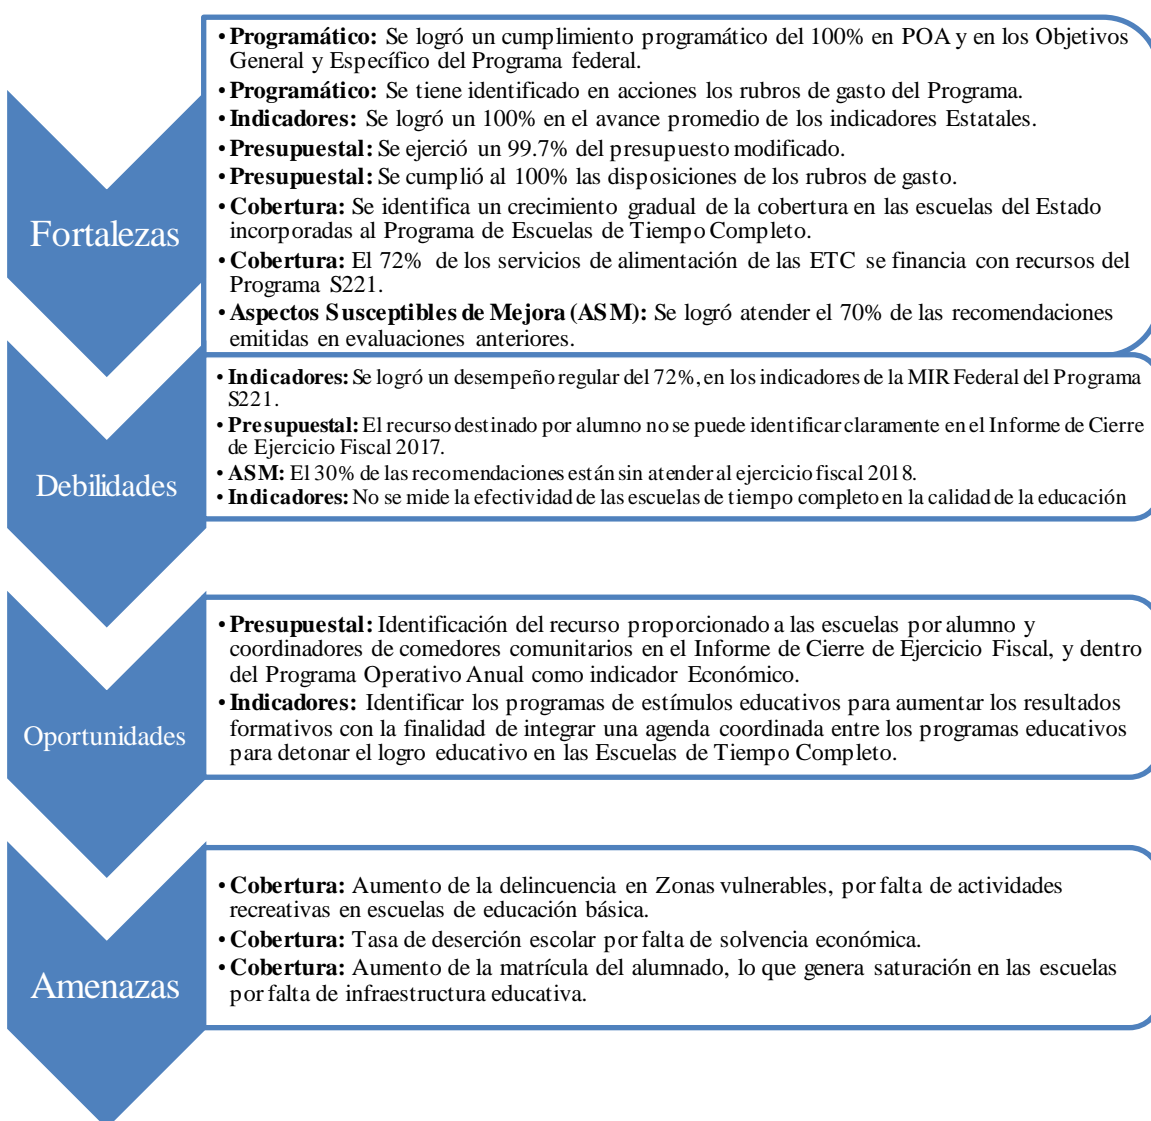 Fortalezas
• Programático: Se logró un cumplimiento programático del 100% en POA y en los Objetivos
General y Específico del Programa federal.
• Programático: Se tiene identificado en acciones los rubros de gasto del Programa.
• Indicadores: Se logró un 100% en el avance promedio de los indicadores Estatales.
• Presupuestal: Se ejerció un 99.7% del presupuesto modificado.
• Presupuestal: Se cumplió al 100% las disposiciones de los rubros de gasto.
• Cobertura: Se identifica un crecimiento gradual de la cobertura en las escuelas del Estado
incorporadas al Programa de Escuelas de Tiempo Completo.
• Cobertura: El 72% de los servicios de alimentación de las ETC se financia con recursos del
Programa S221.
• Aspectos Susceptibles de Mejora (ASM): Se logró atender el 70% de las recomendaciones
emitidas en evaluaciones anteriores.
Debilidades
• Indicadores: Se logró un desempeño regular del 72%, en los indicadores de la MIR Federal del Programa
S221.
• Presupuestal: El recurso destinado por alumno no se puede identificar claramente en el Informe de Cierre
de Ejercicio Fiscal 2017.
• ASM: El 30% de las recomendaciones están sin atender al ejercicio fiscal 2018.
• Indicadores: No se mide la efectividad de las escuelas de tiempo completo en la calidad de la educación
Oportunidades
• Presupuestal: Identificación del recurso proporcionado a las escuelas por alumno y
coordinadores de comedores comunitarios en el Informe de Cierre de Ejercicio Fiscal, y dentro
del Programa Operativo Anual como indicador Económico.
• Indicadores: Identificar los programas de estímulos educativos para aumentar los resultados
formativos con la finalidad de integrar una agenda coordinada entre los programas educativos
para detonar el logro educativo en las Escuelas de Tiempo Completo.
Amenazas
• Cobertura: Aumento de la delincuencia en Zonas vulnerables, por falta de actividades
recreativas en escuelas de educación básica.
• Cobertura: Tasa de deserción escolar por falta de solvencia económica.
• Cobertura: Aumento de la matrícula del alumnado, lo que genera saturación en las escuelas
por falta de infraestructura educativa.